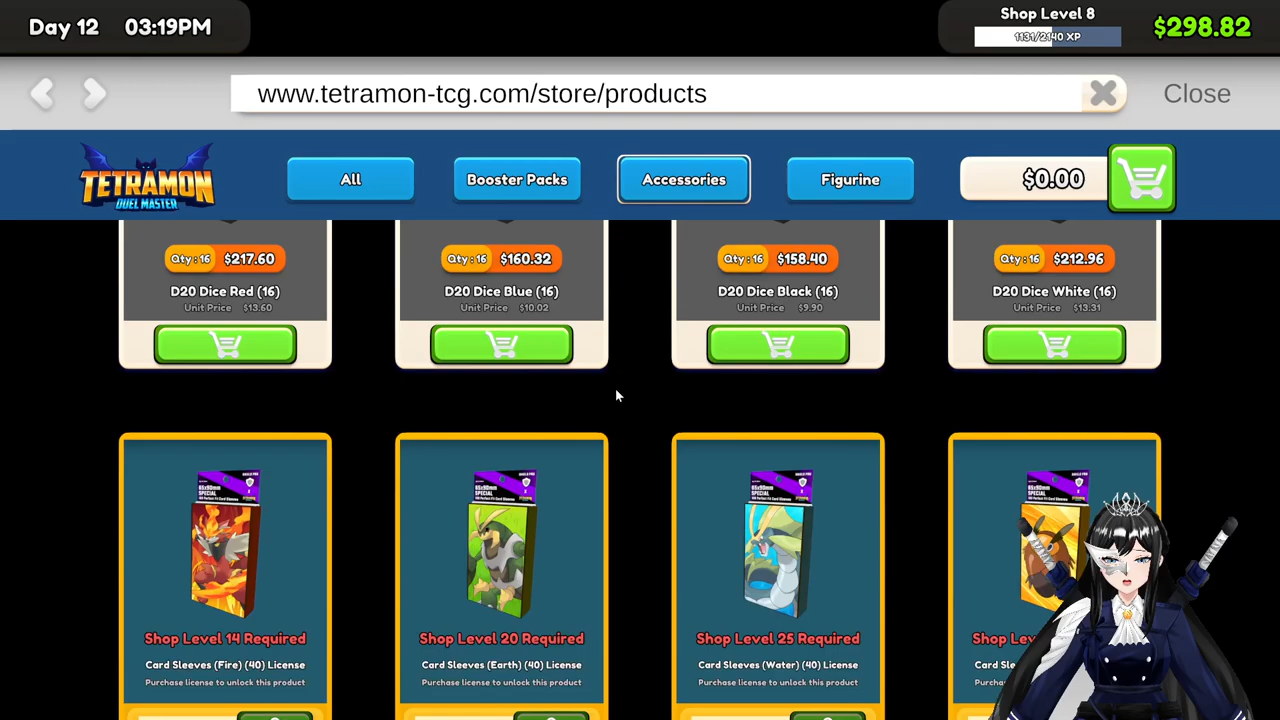 Day 12 03:19PM
Shop Level 8
1131/2140 XP
$298.82
www.tetramon-tcg.com/store/products
Close
TETRAMON
DUEL MASTER
All
Booster Packs
Accessories
Figurine
$0.00
Qty : 16 $217.60
Qty : 16 $160.32
Qty : 16 $158.40
Qty : 16 $212.96
D20 Dice Red (16)
D20 Dice Blue (16)
D20 Dice Black (16)
D20 Dice White (16)
Unit Price $13.60
Unit Price $10.02
Unit Price $9.90
Unit Price $13.31
Shop Level 14 Required
Shop Level 20 Required
Shop Level 25 Required
Card Sleeves (Fire) (40) License
Card Sleeves (Earth) (40) License
Card Sleeves (Water) (40) License
Purchase license to unlock this product
Purchase license to unlock this product
Purchase license to unlock this product